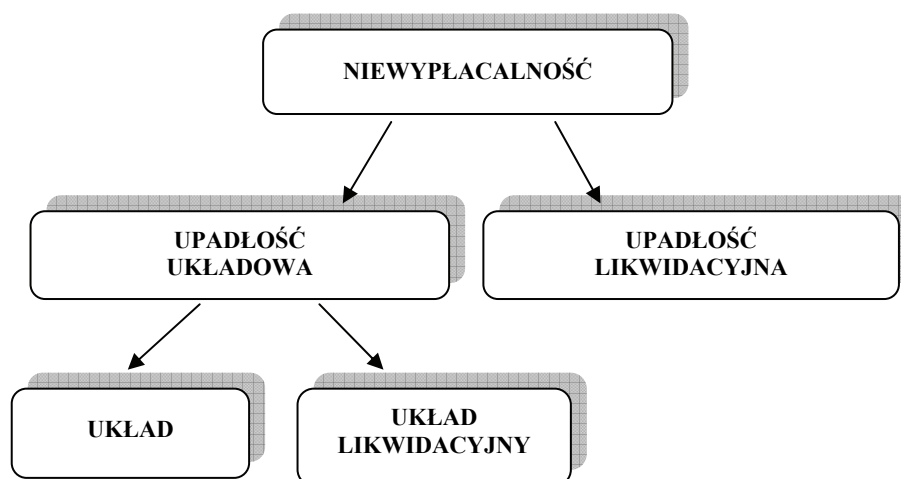 NIEWYPŁACALNOŚĆ
UPADŁOŚĆ
UKŁADOWA
UPADŁOŚĆ
LIKWIDACYJNA
UKŁAD
UKŁAD
LIKWIDACYJNY